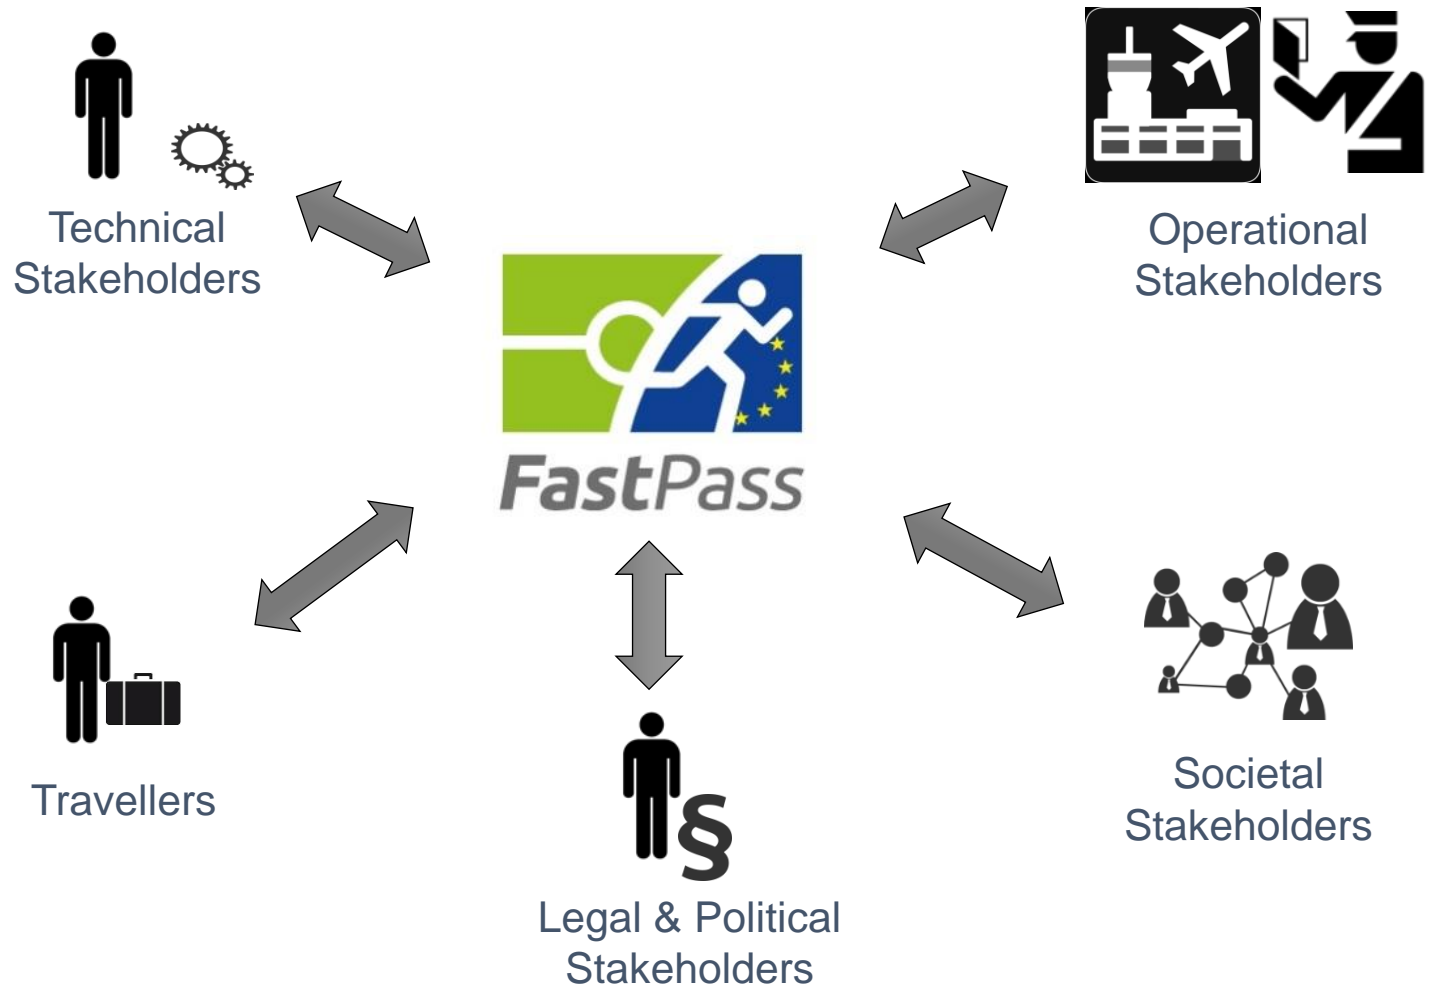 Technical
Stakeholders
Operational
Stakeholders
FastPass
Travellers
§
Legal & Political
Stakeholders
Societal
Stakeholders